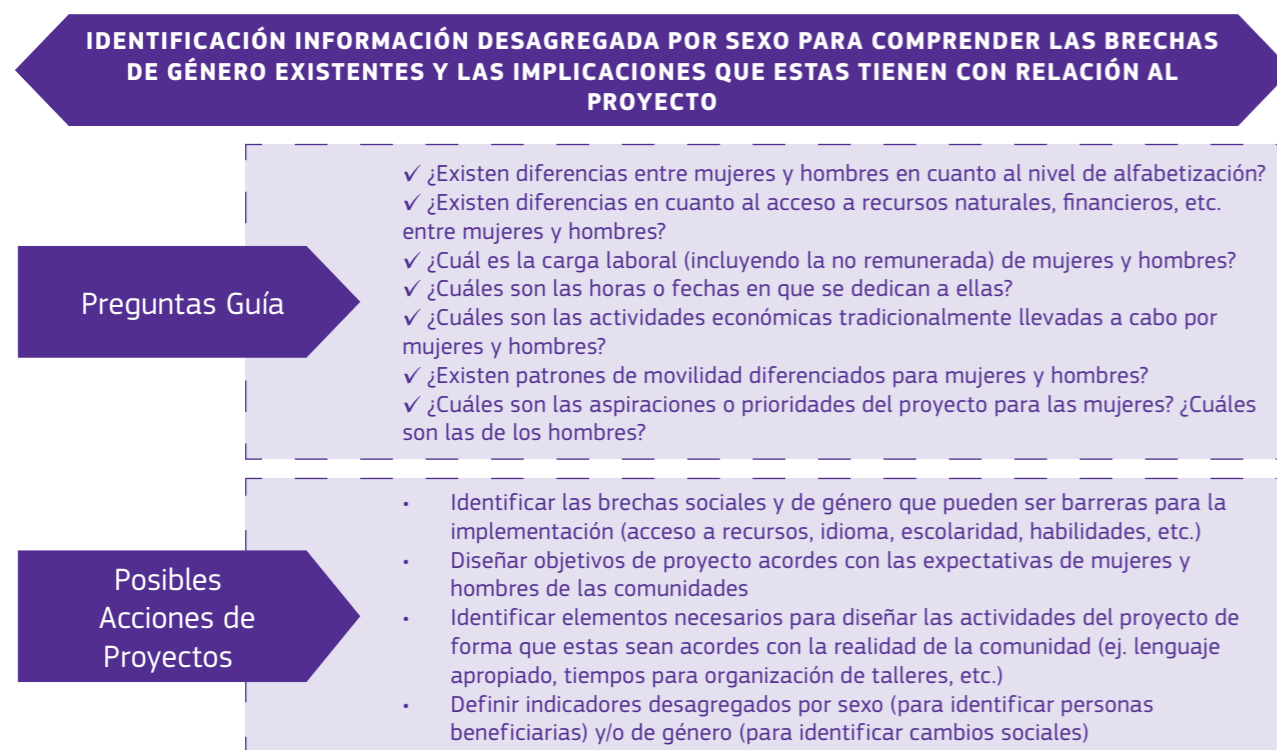 IDENTIFICACIÓN INFORMACIÓN DESAGREGADA POR SEXO PARA COMPRENDER LAS BRECHAS
DE GÉNERO EXISTENTES Y LAS IMPLICACIONES QUE ESTAS TIENEN CON RELACIÓN AL
PROYECTO
Preguntas Guía
✓ ¿Existen diferencias entre mujeres y hombres en cuanto al nivel de alfabetización?
✓ ¿Existen diferencias en cuanto al acceso a recursos naturales, financieros, etc.
entre mujeres y hombres?
✓ ¿Cuál es la carga laboral (incluyendo la no remunerada) de mujeres y hombres?
✓ ¿Cuáles son las horas o fechas en que se dedican a ellas?
✓ ¿Cuáles son las actividades económicas tradicionalmente llevadas a cabo por
mujeres y hombres?
✓ ¿Existen patrones de movilidad diferenciados para mujeres y hombres?
✓ ¿Cuáles son las aspiraciones o prioridades del proyecto para las mujeres? ¿Cuáles
son las de los hombres?
Posibles
Acciones de
Proyectos
• Identificar las brechas sociales y de género que pueden ser barreras para la
implementación (acceso a recursos, idioma, escolaridad, habilidades, etc.)
• Diseñar objetivos de proyecto acordes con las expectativas de mujeres y
hombres de las comunidades
• Identificar elementos necesarios para diseñar las actividades del proyecto de
forma que estas sean acordes con la realidad de la comunidad (ej. lenguaje
apropiado, tiempos para organización de talleres, etc.)
• Definir indicadores desagregados por sexo (para identificar personas
beneficiarias) y/o de género (para identificar cambios sociales)